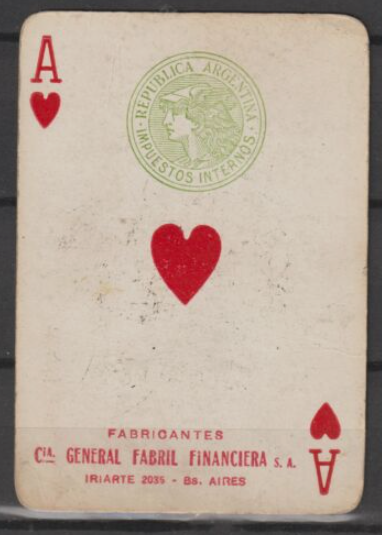 A
REPUBLICA ARGENTINA
IMPUESTOS INTERNOS
FABRICANTES
CIA. GENERAL FABRIL FINANCIERA S. A.
IRIARTE 2035 - Bs. AIRES
A